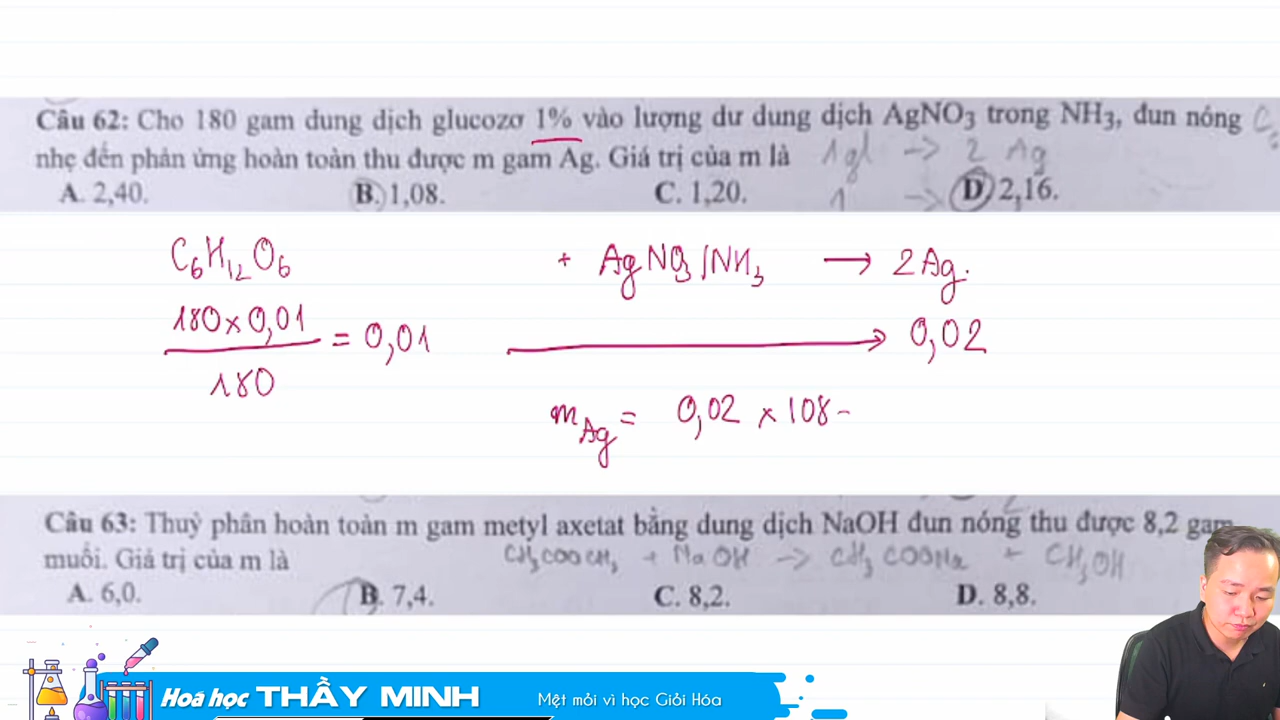 Câu 62: Cho 180 gam dung dịch glucozơ 1% vào lượng dư dung dịch AgNO3 trong NH3, đun nóng
nhẹ đến phản ứng hoàn toàn thu được m gam Ag. Giá trị của m là 1gl -> 2 Ag
A. 2,40. B. 1,08. C. 1,20. 1 -> D. 2,16.
C6H12O6 + AgNO3/NH3 → 2Ag.
180 x 0,01
= 0,01 → 0,02
180
mAg = 0,02 x 108
Câu 63: Thuỷ phân hoàn toàn m gam metyl axetat bằng dung dịch NaOH đun nóng thu được 8,2 gam
muối. Giá trị của m là CH3COOCH3 + NaOH -> CH3COONa + CH3OH
A. 6,0. B. 7,4. C. 8,2. D. 8,8.
Hoá học THẦY MINH Mệt mỏi vì học Giỏi Hóa